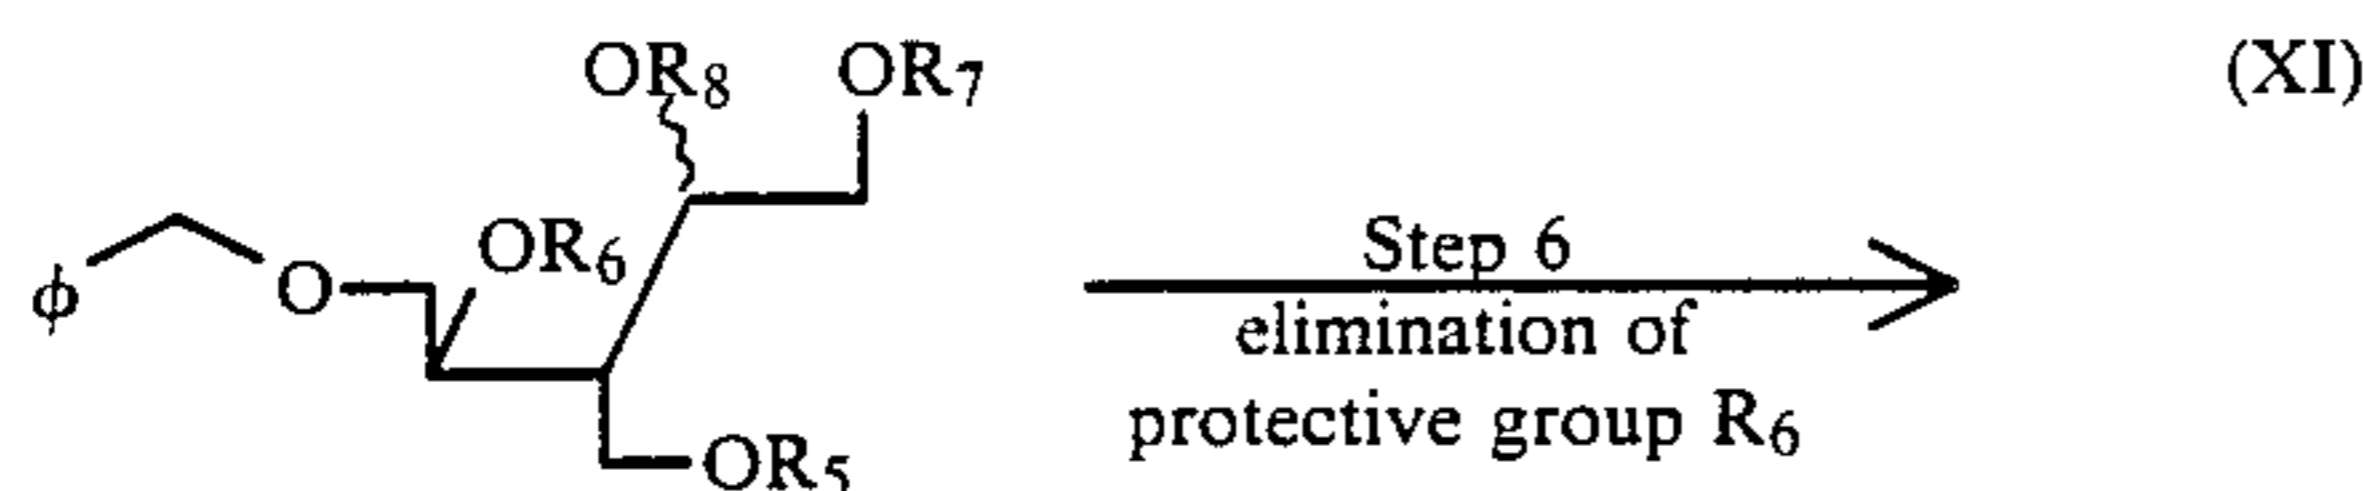 OR8 OR7 (XI)
OR6
ϕ O
Step 6
elimination of
protective group R6
OR5